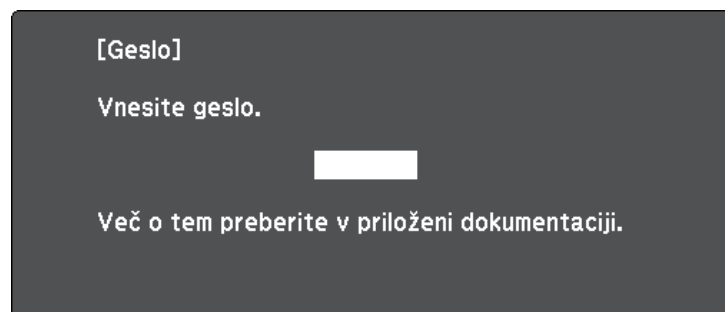 [Geslo]
Vnesite geslo.
Več o tem preberite v priloženi dokumentaciji.